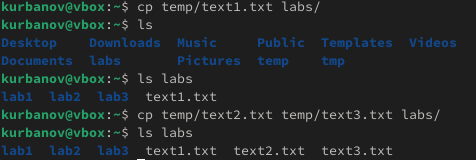 kurbanov@vbox:~$ cp temp/text1.txt labs/
kurbanov@vbox:~$ ls
Desktop    Downloads  Music     Public  Templates  Videos
Documents  labs       Pictures  temp    tmp
kurbanov@vbox:~$ ls labs
lab1  lab2  lab3  text1.txt
kurbanov@vbox:~$ cp temp/text2.txt temp/text3.txt labs/
kurbanov@vbox:~$ ls labs
lab1  lab2  lab3  text1.txt  text2.txt  text3.txt